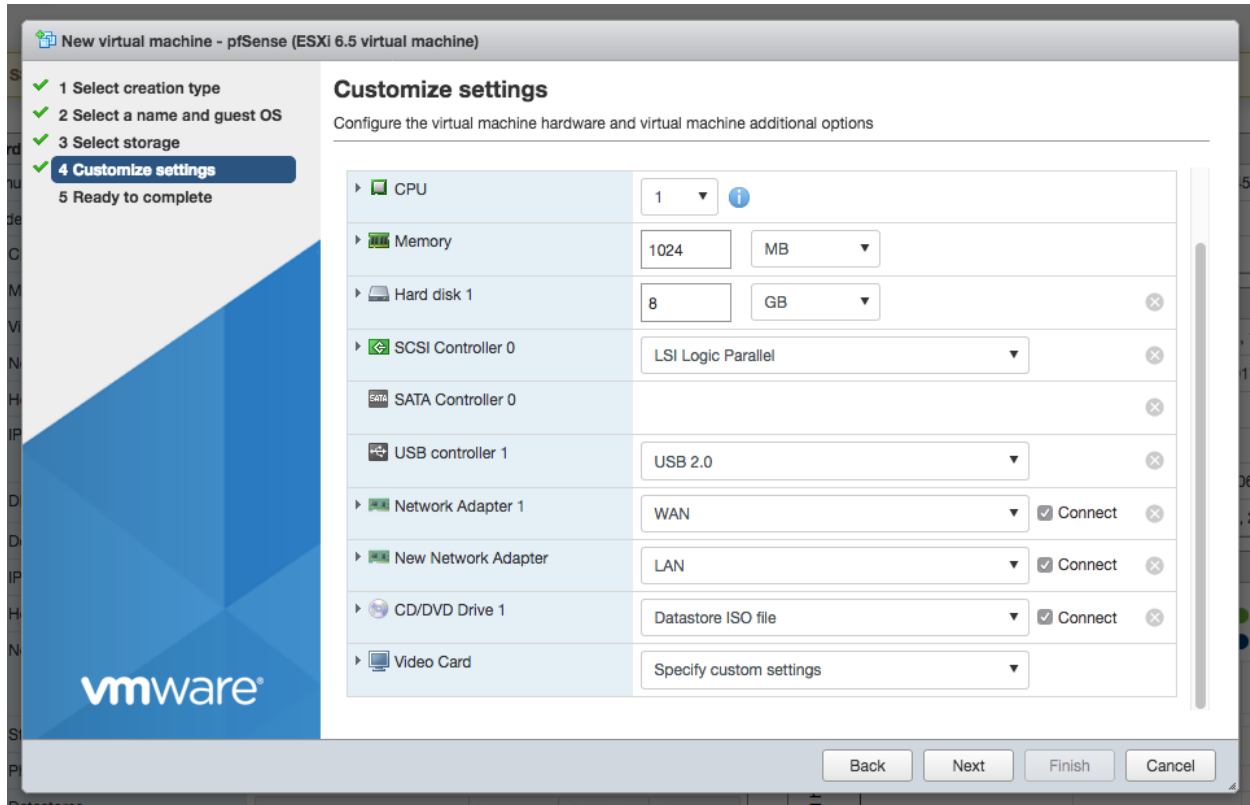 New virtual machine - pfSense (ESXi 6.5 virtual machine)
1 Select creation type
2 Select a name and guest OS
3 Select storage
4 Customize settings
5 Ready to complete
Customize settings
Configure the virtual machine hardware and virtual machine additional options
CPU 1
Memory 1024 MB
Hard disk 1 8 GB
SCSI Controller 0 LSI Logic Parallel
SATA SATA Controller 0
USB controller 1 USB 2.0
Network Adapter 1 WAN Connect
New Network Adapter LAN Connect
CD/DVD Drive 1 Datastore ISO file Connect
Video Card Specify custom settings
vmware®
Back Next Finish Cancel